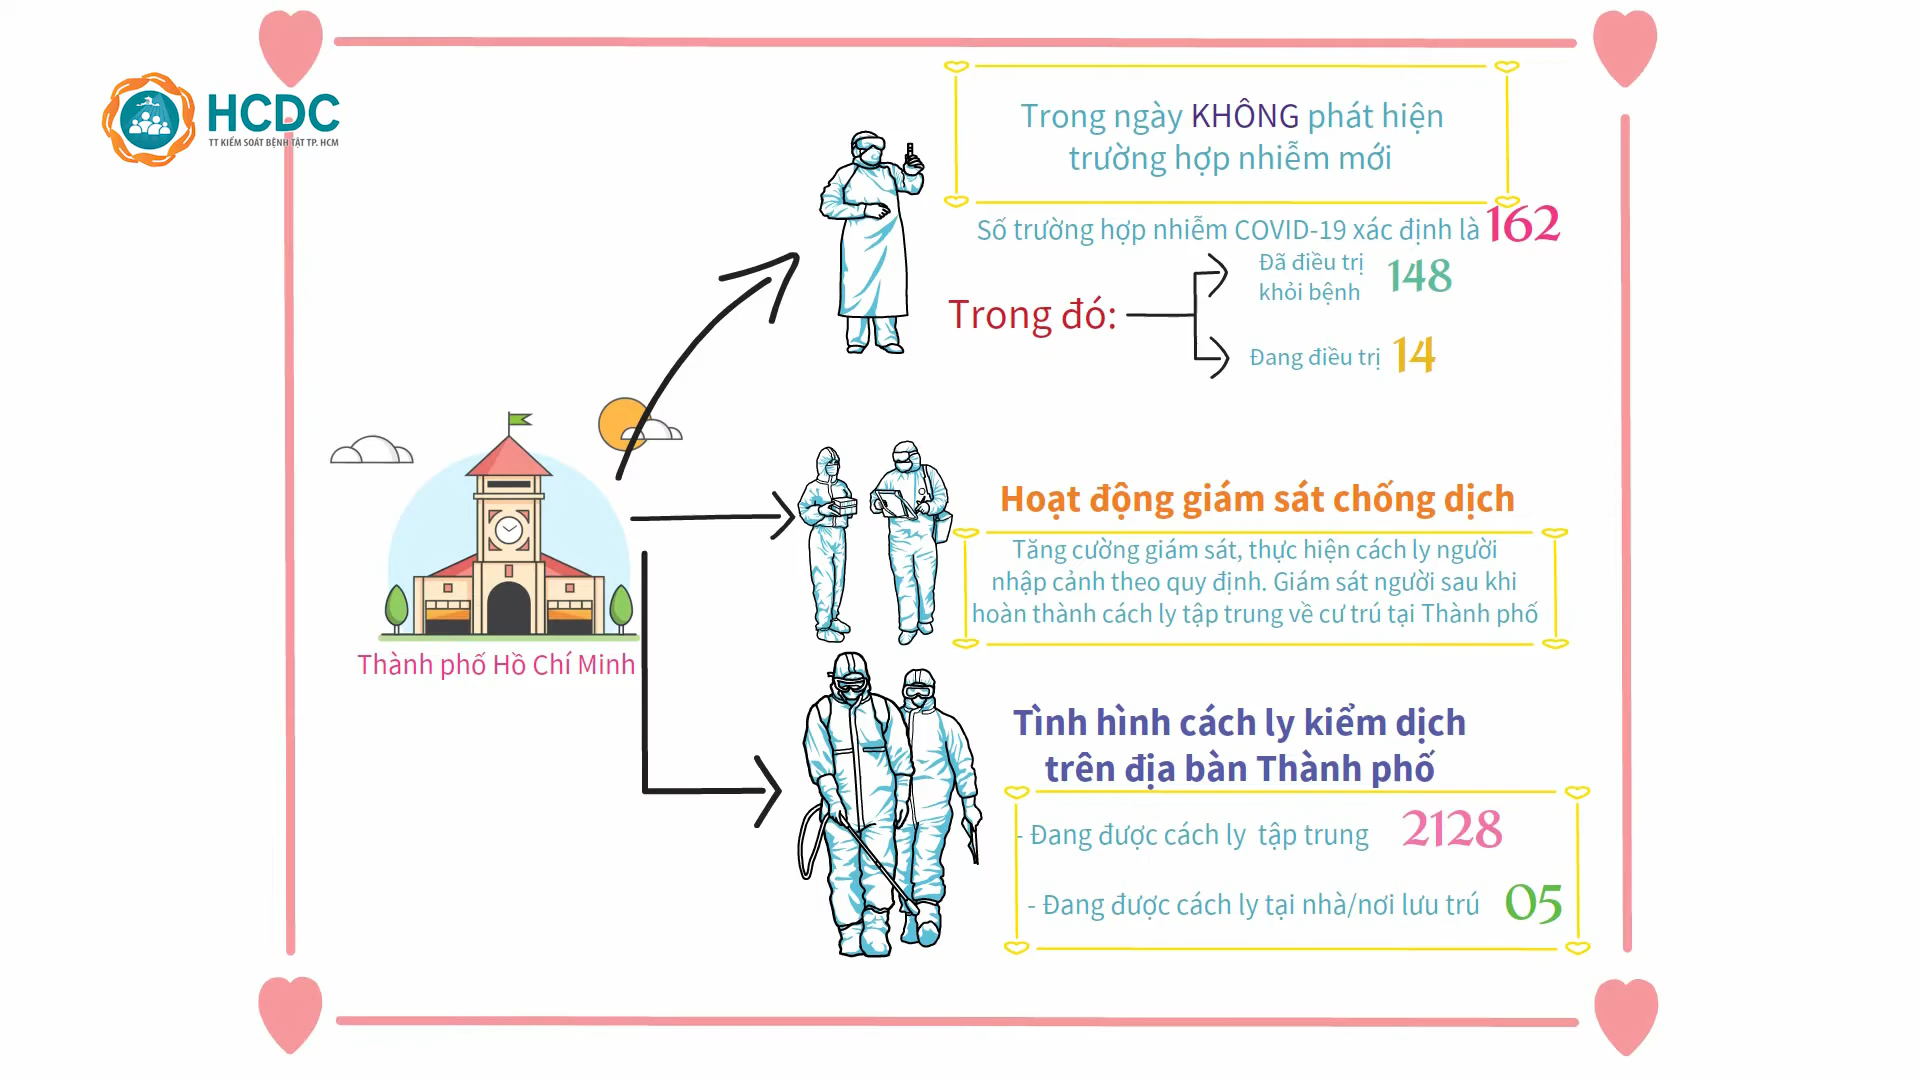 HCDC
TT KIỂM SOÁT BỆNH TẬT TP. HCM
Trong ngày KHÔNG phát hiện
trường hợp nhiễm mới
Số trường hợp nhiễm COVID-19 xác định là 162
Trong đó:
Đã điều trị
khỏi bệnh
148
Đang điều trị 14
Thành phố Hồ Chí Minh
Hoạt động giám sát chống dịch
Tăng cường giám sát, thực hiện cách ly người
nhập cảnh theo quy định. Giám sát người sau khi
hoàn thành cách ly tập trung về cư trú tại Thành phố
Tình hình cách ly kiểm dịch
trên địa bàn Thành phố
- Đang được cách ly tập trung 2128
- Đang được cách ly tại nhà/nơi lưu trú 05